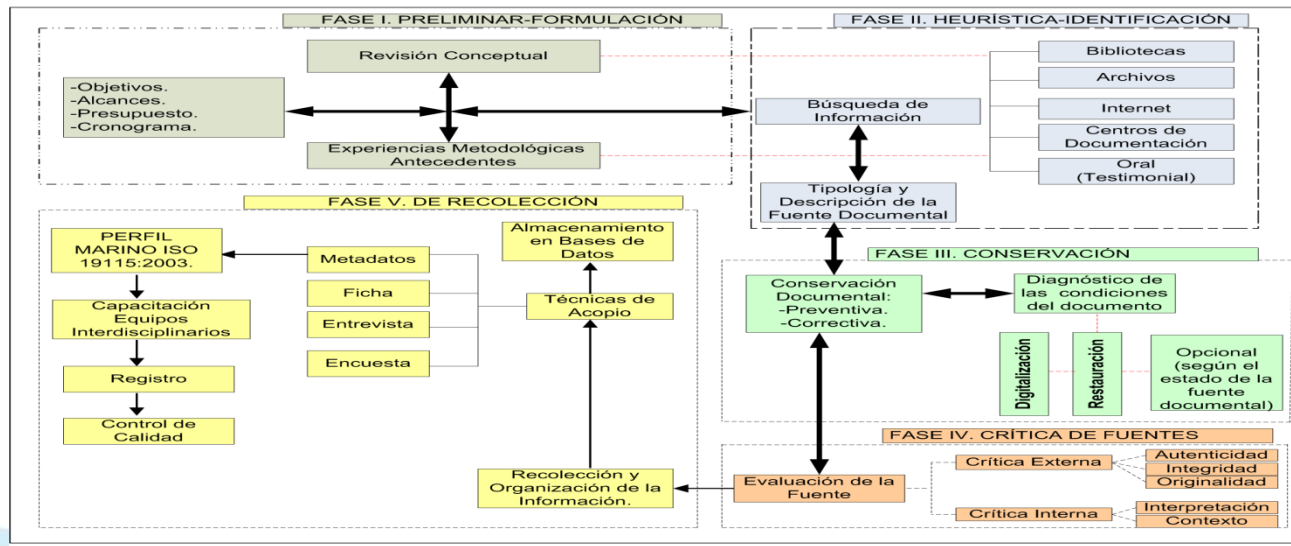 FASE I. PRELIMINAR-FORMULACIÓN
Revisión Conceptual
-Objetivos.
-Alcances.
-Presupuesto.
-Cronograma.
Experiencias Metodológicas
Antecedentes
FASE II. HEURÍSTICA-IDENTIFICACIÓN
Búsqueda de
Información
Tipología y
Descripción de la
Fuente Documental
Bibliotecas
Archivos
Internet
Centros de
Documentación
Oral
(Testimonial)
FASE III. CONSERVACIÓN
Conservación
Documental:
-Preventiva.
-Correctiva.
Diagnóstico de
las condiciones
del documento
Digitalización
Restauración
Opcional
(según el
estado de la
fuente
documental)
FASE IV. CRÍTICA DE FUENTES
Evaluación de la
Fuente
Crítica Externa
Autenticidad
Integridad
Originalidad
Crítica Interna
Interpretación
Contexto
FASE V. DE RECOLECCIÓN
Recolección y
Organización de la
Información.
Técnicas de
Acopio
Almacenamiento
en Bases de
Datos
Metadatos
Ficha
Entrevista
Encuesta
PERFIL
MARINO ISO
19115:2003.
Capacitación
Equipos
Interdisciplinarios
Registro
Control de
Calidad